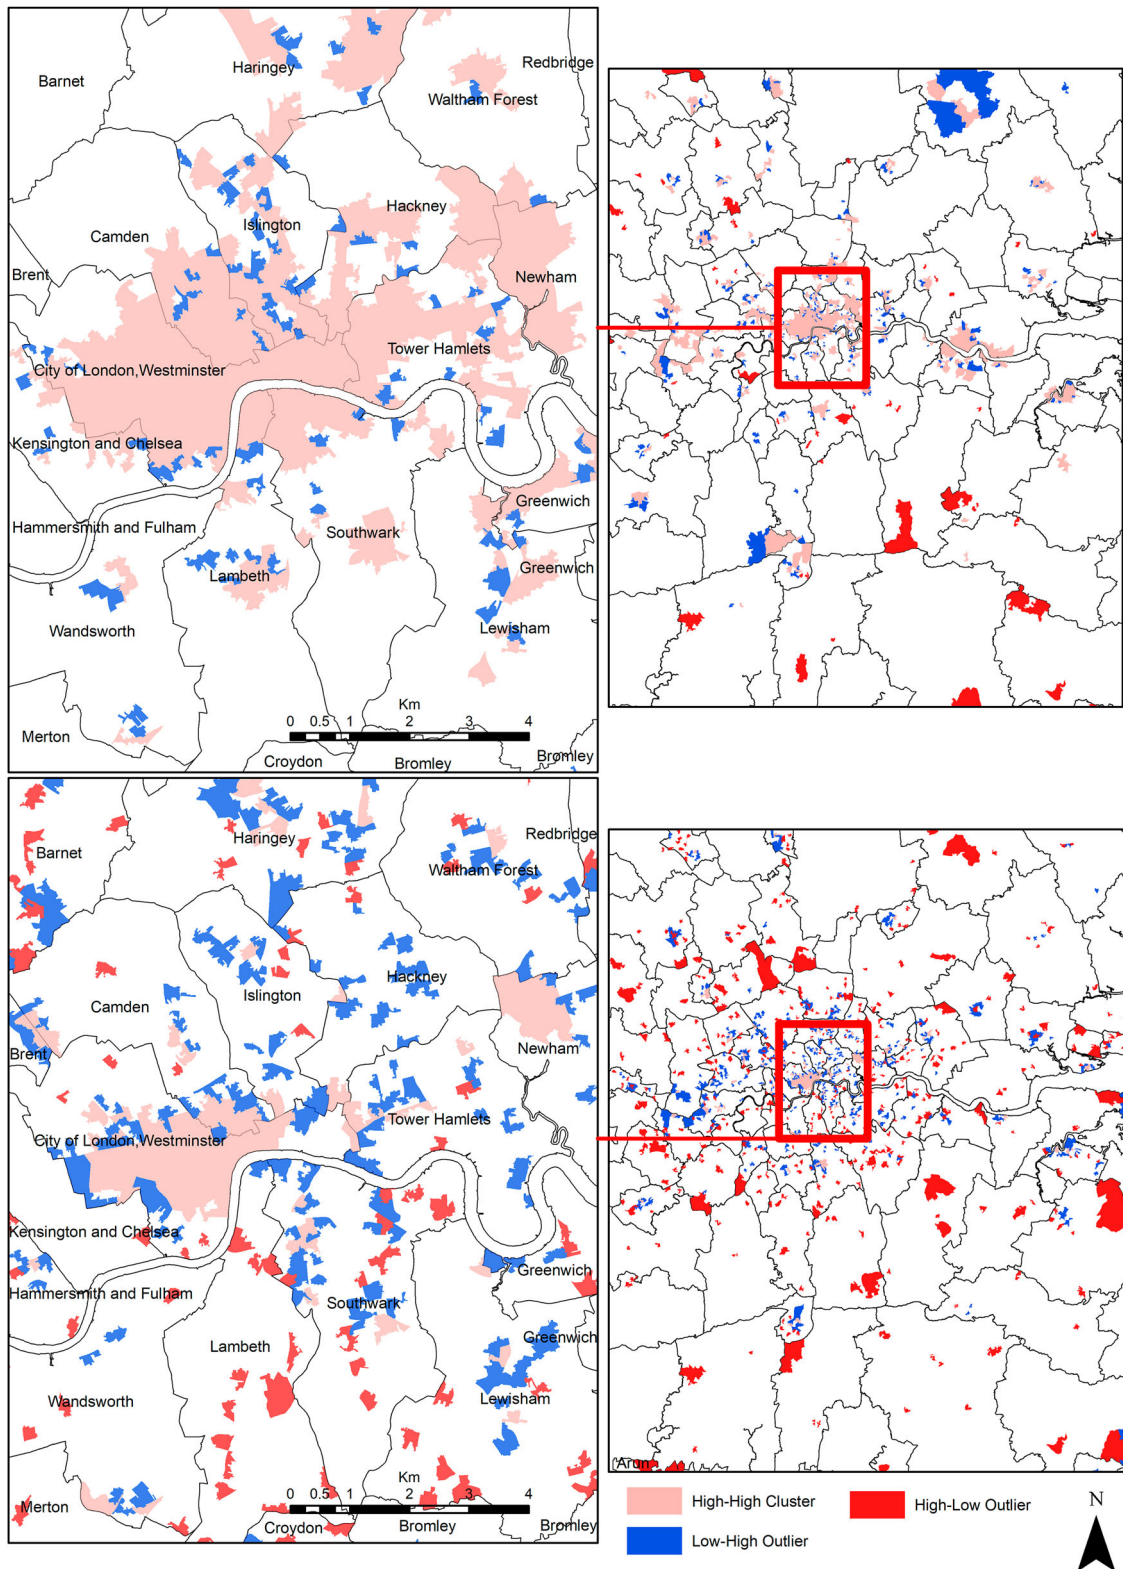 Haringey
Redbridge
Barnet
Waltham Forest
Hackney
Islington
Camden
Brent
Newham
Tower Hamlets
City of London,Westminster
Kensington and Chelsea
Greenwich
Hammersmith and Fulham
Southwark
Greenwich
Lambeth
Wandsworth
Lewisham
Km
0 0.5 1 2 3 4
Merton
Croydon
Bromley
Bromley
Redbridge
Haringey
Barnet
Waltham Forest
Hackney
Islington
Camden
Brent
Newham
Tower Hamlets
City of London,Westminster
Kensington and Chelsea
Greenwich
Hammersmith and Fulham
Southwark
Greenwich
Lambeth
Wandsworth
Lewisham
Km
0 0.5 1 2 3 4
Merton
Croydon
Bromley
Bromley
Arun
High-High Cluster
High-Low Outlier
Low-High Outlier
N